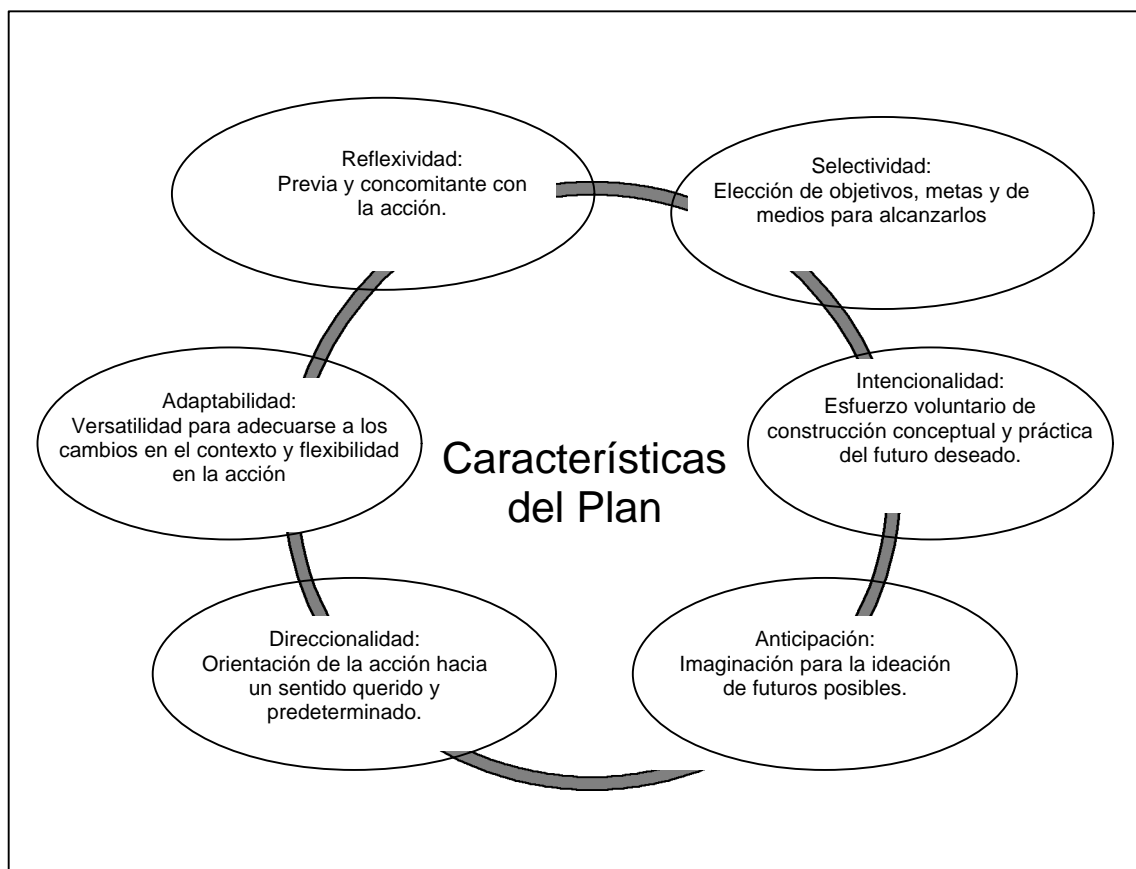 Reflexividad:
Previa y concomitante con
la acción.
Selectividad:
Elección de objetivos, metas y de
medios para alcanzarlos
Intencionalidad:
Esfuerzo voluntario de
construcción conceptual y práctica
del futuro deseado.
Adaptabilidad:
Versatilidad para adecuarse a los
cambios en el contexto y flexibilidad
en la acción
Características
del Plan
Direccionalidad:
Orientación de la acción hacia
un sentido querido y
predeterminado.
Anticipación:
Imaginación para la ideación
de futuros posibles.